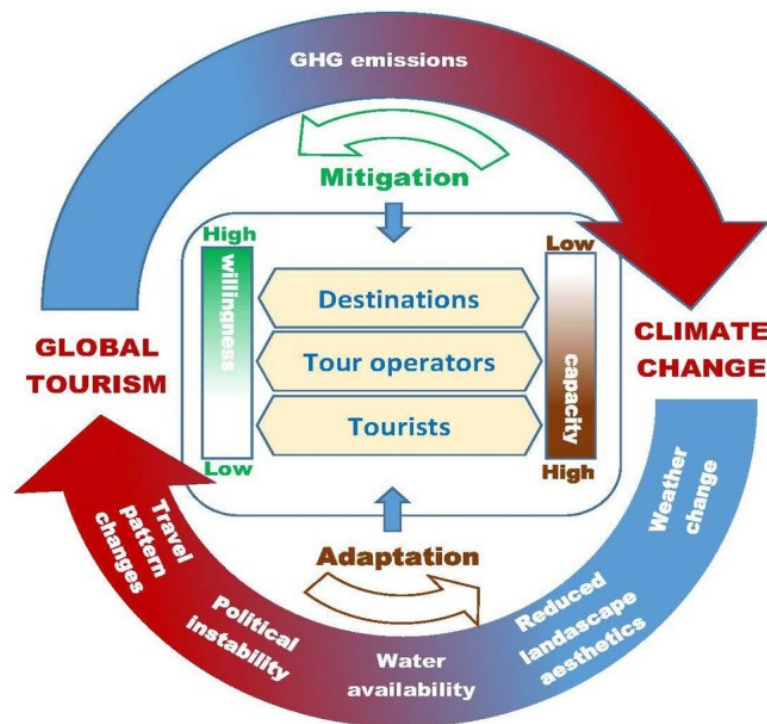 GHG emissions
Mitigation
High
Low
willingness
Destinations
Tour operators
Tourists
capacity
Low
High
GLOBAL
TOURISM
CLIMATE
CHANGE
Weather
change
Reduced
landascape
aesthetics
Water
availability
Political
instability
Travel
pattern
changes
Adaptation